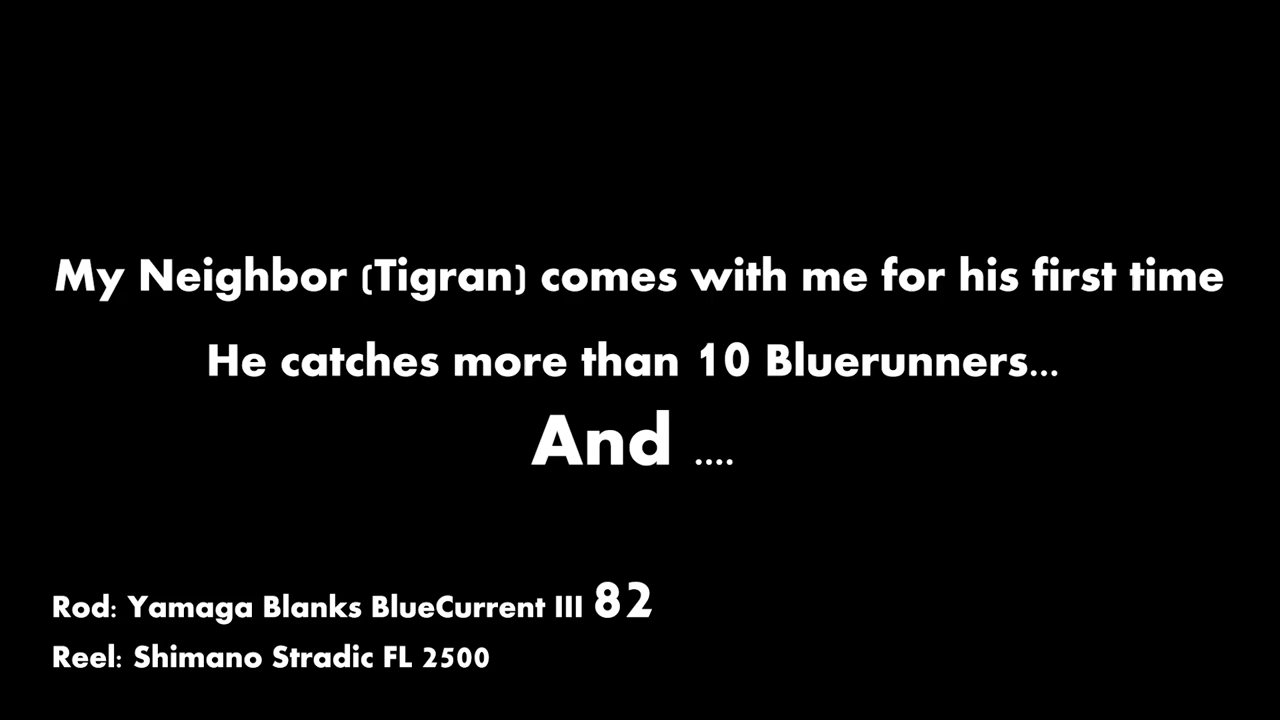 My Neighbor (Tigran) comes with me for his first time
He catches more than 10 Bluerunners...
And ....
Rod: Yamaga Blanks BlueCurrent III 82
Reel: Shimano Stradic FL 2500